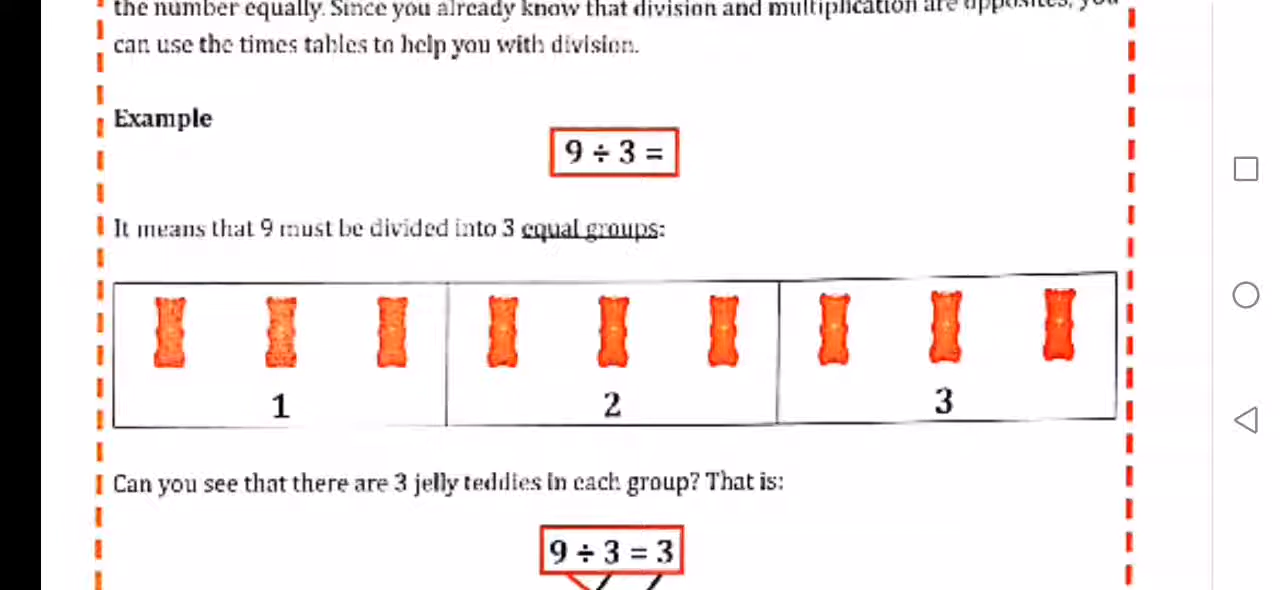 the number equally. Since you already know that division and multiplication are opposites, you
can use the times tables to help you with division.
Example
9 ÷ 3 =
It means that 9 must be divided into 3 equal groups:
1 2 3
Can you see that there are 3 jelly teddies in each group? That is:
9 ÷ 3 = 3